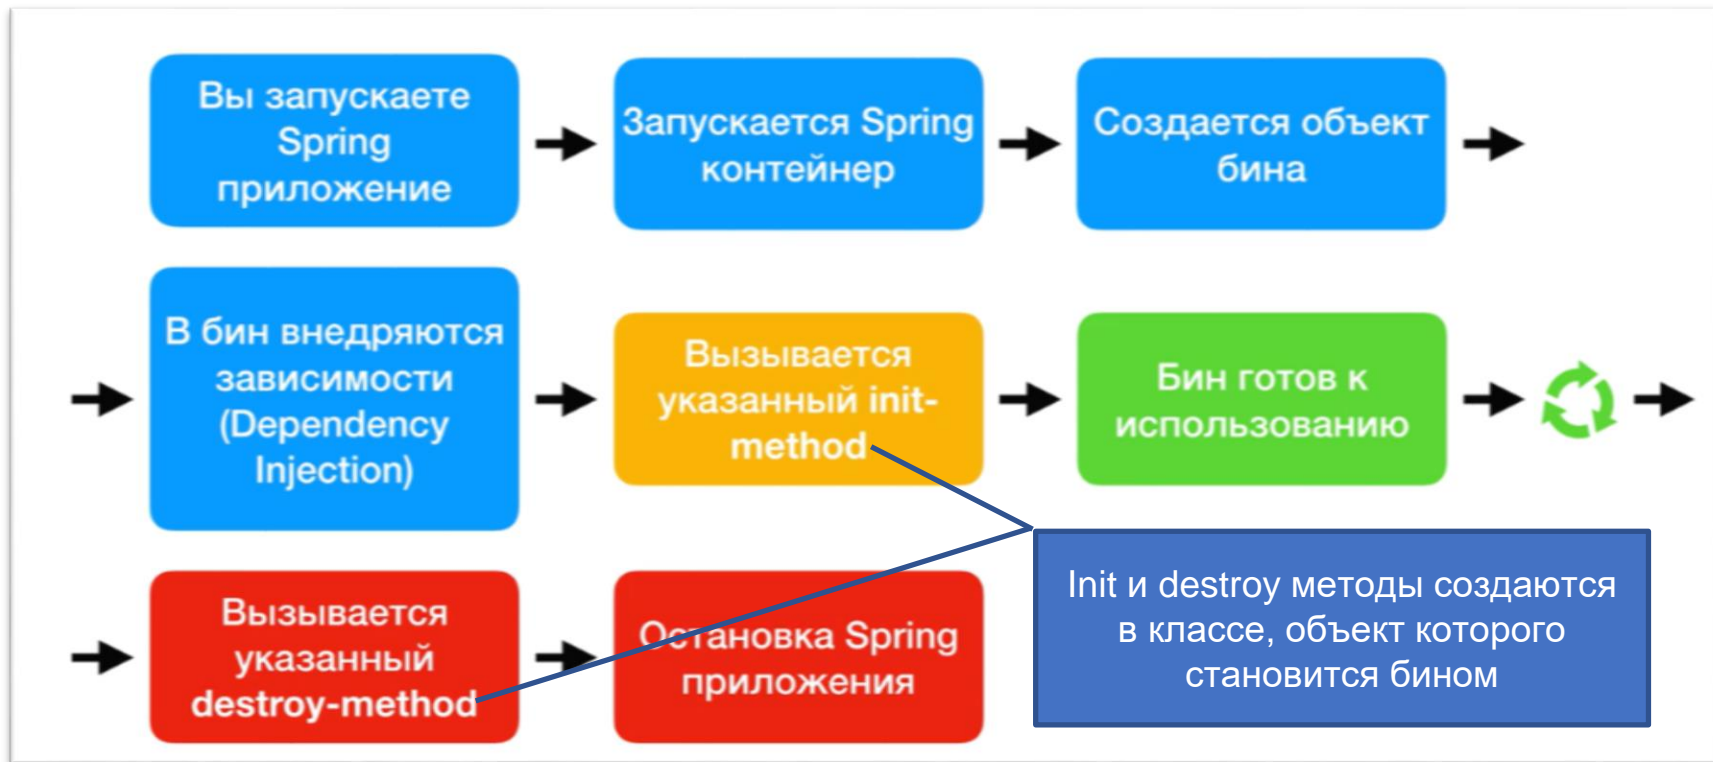 Вы запускаете
Spring
приложение
Запускается Spring
контейнер
Создается объект
бина
В бин внедряются
зависимости
(Dependency
Injection)
Вызывается
указанный init-
method
Бин готов к
использованию
Вызывается
указанный
destroy-method
Остановка Spring
приложения
Init и destroy методы создаются
в классе, объект которого
становится бином